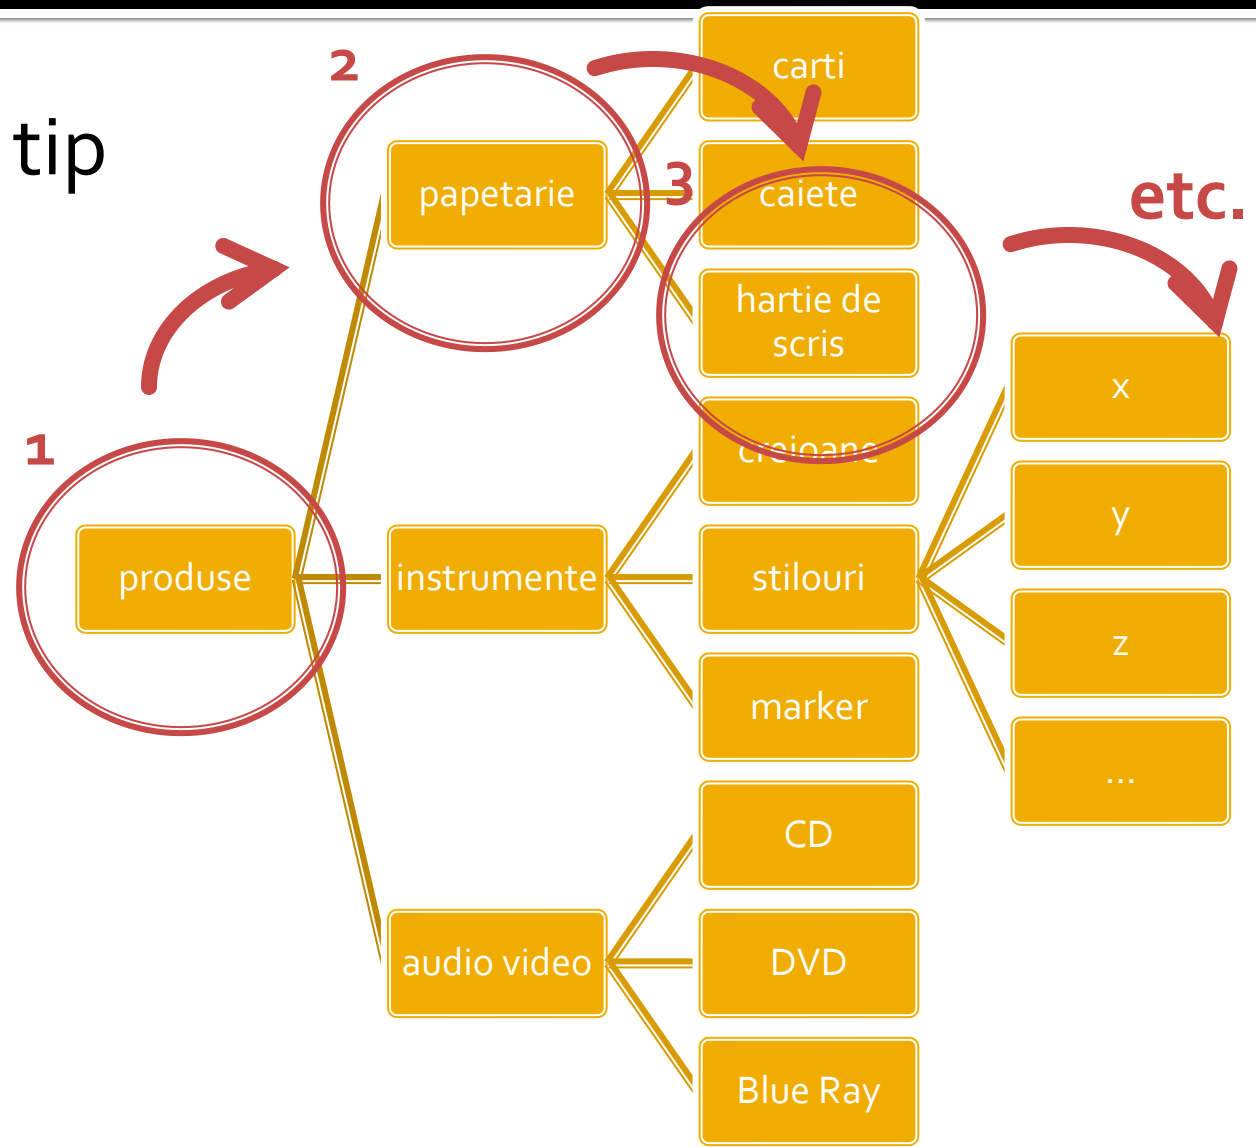 tip
1
2
3
etc.
produse
papetarie
carti
caiete
hartie de
scris
instrumente
creioane
stilouri
marker
x
y
z
...
audio video
CD
DVD
Blue Ray